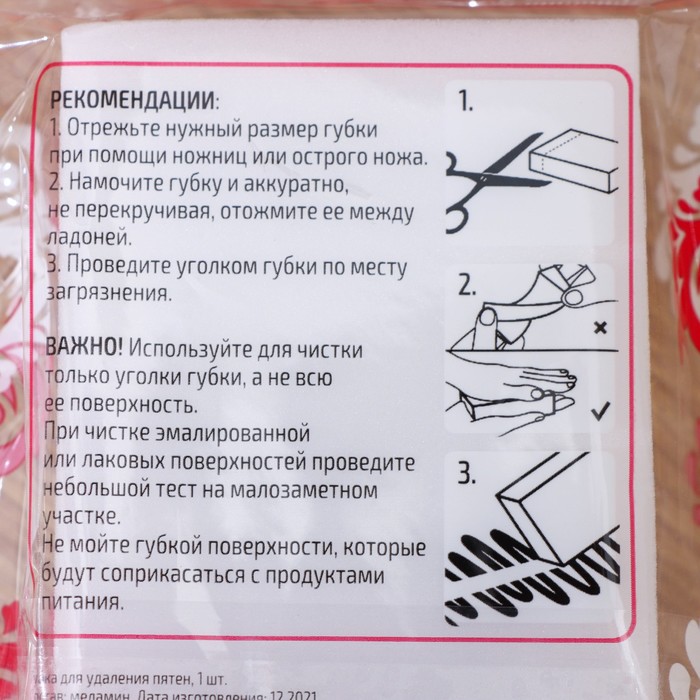 РЕКОМЕНДАЦИИ:
1. Отрежьте нужный размер губки
при помощи ножниц или острого ножа.
2. Намочите губку и аккуратно,
не перекручивая, отожмите ее между
ладоней.
3. Проведите уголком губки по месту
загрязнения.
ВАЖНО! Используйте для чистки
только уголки губки, а не всю
ее поверхность.
При чистке эмалированной
или лаковых поверхностей проведите
небольшой тест на малозаметном
участке.
Не мойте губкой поверхности, которые
будут соприкасаться с продуктами
питания.
1.
2.
3.
для удаления пятен, 1 шт.
меламин. Дата изготовления: 12.2021